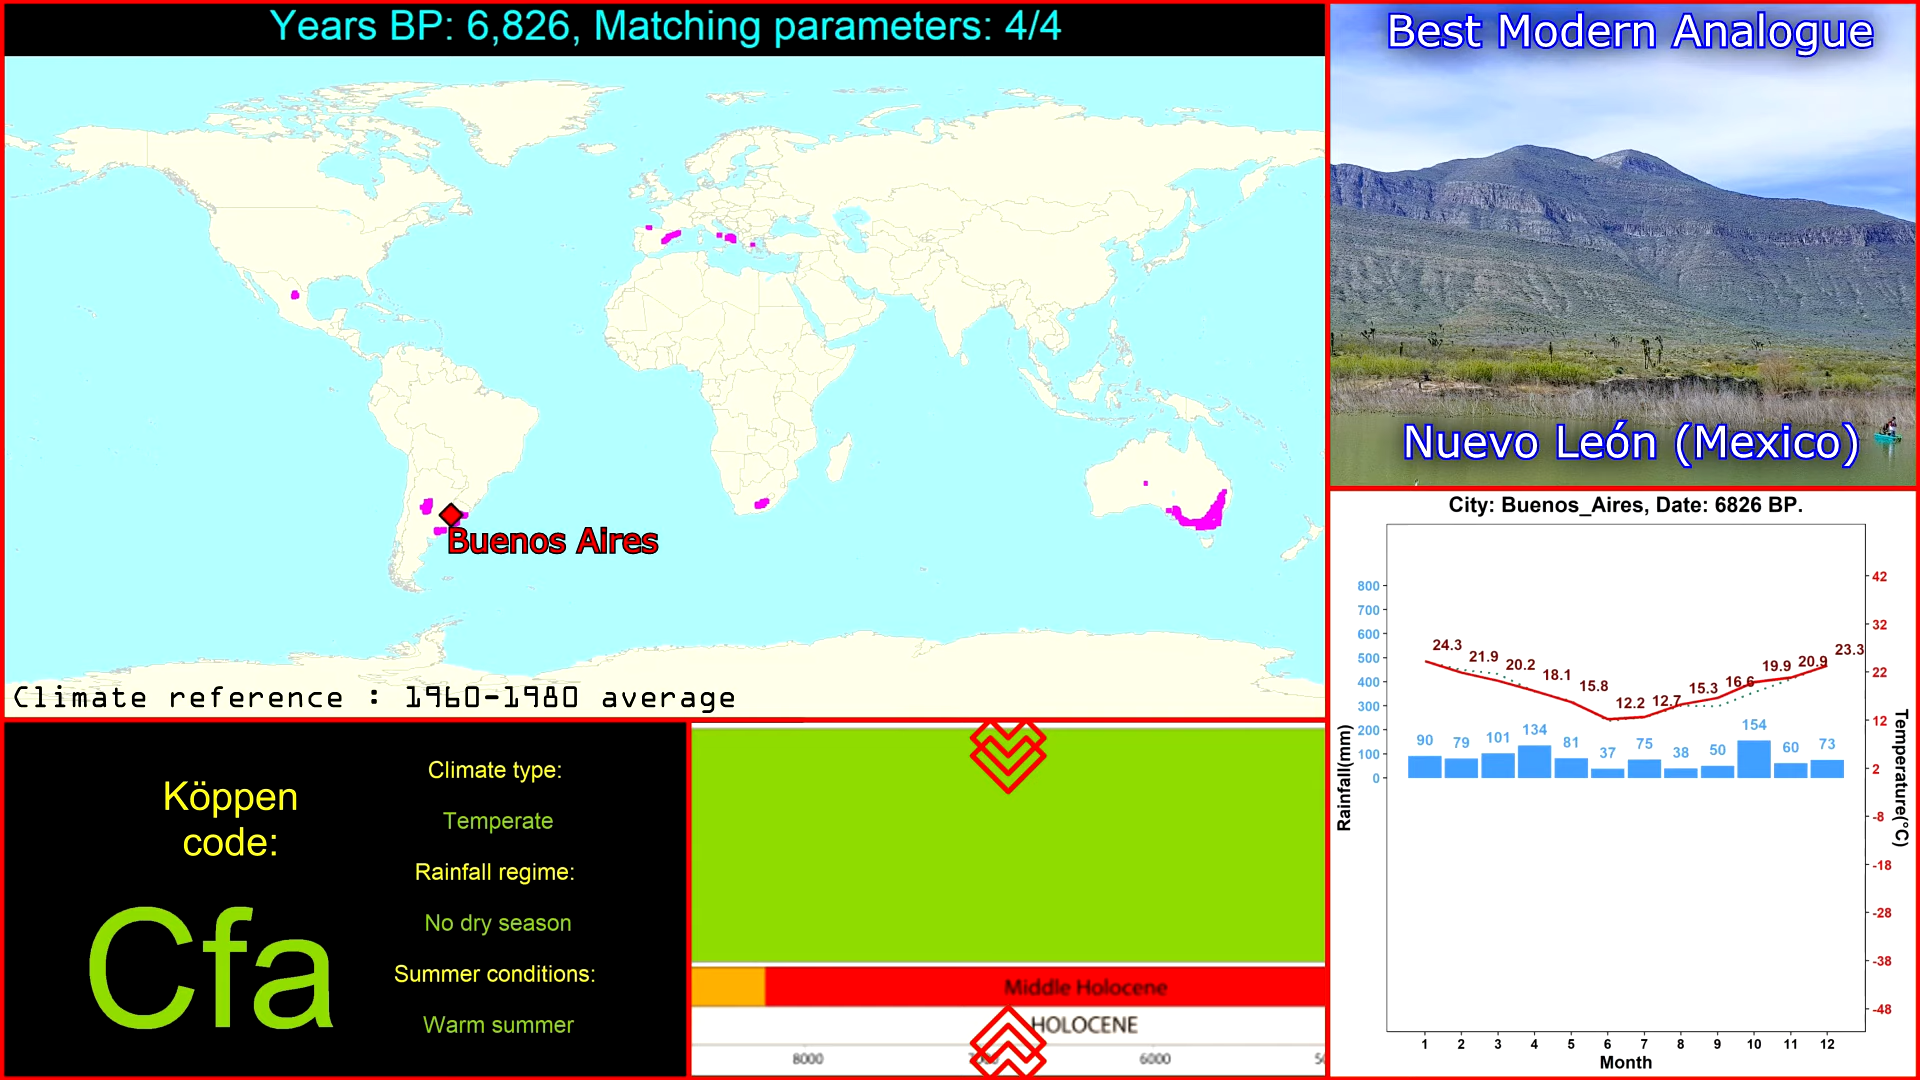 Years BP: 6,826, Matching parameters: 4/4
Buenos Aires
Climate reference : 1960-1980 average
Best Modern Analogue
Nuevo León (Mexico)
Köppen
code:
Cfa
Climate type:
Temperate
Rainfall regime:
No dry season
Summer conditions:
Warm summer
Middle Holocene
HOLOCENE
8000
6000
City: Buenos_Aires, Date: 6826 BP.
Rainfall(mm)
800
700
600
500
400
300
200
100
0
24.3 21.9 20.2 18.1 15.8 12.2 12.7 15.3 16.6 19.9 20.9 23.3
90 79 101 134 81 37 75 38 50 154 60 73
42
32
22
12
2
-8
-18
-28
-38
-48
Temperature(°C)
1 2 3 4 5 6 7 8 9 10 11 12
Month